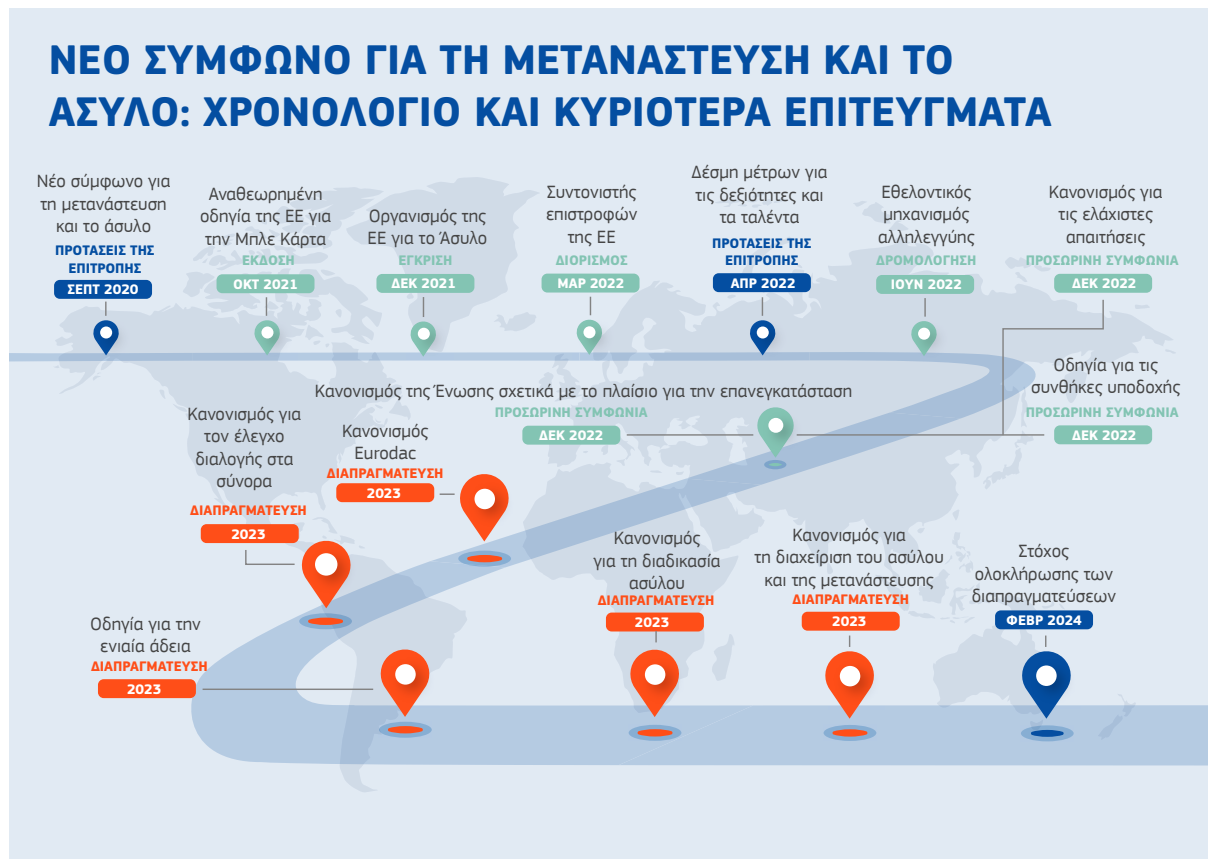 ΝΕΟ ΣΥΜΦΩΝΟ ΓΙΑ ΤΗ ΜΕΤΑΝΑΣΤΕΥΣΗ ΚΑΙ ΤΟ
ΑΣΥΛΟ: ΧΡΟΝΟΛΟΓΙΟ ΚΑΙ ΚΥΡΙΟΤΕΡΑ ΕΠΙΤΕΥΓΜΑΤΑ
Νέο σύμφωνο για
τη μετανάστευση
και το άσυλο
ΠΡΟΤΑΣΕΙΣ ΤΗΣ
ΕΠΙΤΡΟΠΗΣ
ΣΕΠΤ 2020
Αναθεωρημένη
οδηγία της ΕΕ για
την Μπλε Κάρτα
ΕΚΔΟΣΗ
ΟΚΤ 2021
Οργανισμός της
ΕΕ για το Άσυλο
ΕΓΚΡΙΣΗ
ΔΕΚ 2021
Συντονιστής
επιστροφών
της ΕΕ
ΔΙΟΡΙΣΜΟΣ
ΜΑΡ 2022
Δέσμη μέτρων για
τις δεξιότητες και
τα ταλέντα
ΠΡΟΤΑΣΕΙΣ ΤΗΣ
ΕΠΙΤΡΟΠΗΣ
ΑΠΡ 2022
Εθελοντικός
μηχανισμός
αλληλεγγύης
ΔΡΟΜΟΛΟΓΗΣΗ
ΙΟΥΝ 2022
Κανονισμός για
τις ελάχιστες
απαιτήσεις
ΠΡΟΣΩΡΙΝΗ ΣΥΜΦΩΝΙΑ
ΔΕΚ 2022
Οδηγία για τις
συνθήκες υποδοχής
ΠΡΟΣΩΡΙΝΗ ΣΥΜΦΩΝΙΑ
ΔΕΚ 2022
Κανονισμός της Ένωσης σχετικά με το πλαίσιο για την επανεγκατάσταση
ΠΡΟΣΩΡΙΝΗ ΣΥΜΦΩΝΙΑ
ΔΕΚ 2022
Κανονισμός
Eurodac
ΔΙΑΠΡΑΓΜΑΤΕΥΣΗ
2023
Κανονισμός για
τον έλεγχο
διαλογής στα
σύνορα
ΔΙΑΠΡΑΓΜΑΤΕΥΣΗ
2023
Οδηγία για την
ενιαία άδεια
ΔΙΑΠΡΑΓΜΑΤΕΥΣΗ
2023
Κανονισμός
για τη διαδικασία
ασύλου
ΔΙΑΠΡΑΓΜΑΤΕΥΣΗ
2023
Κανονισμός για
τη διαχείριση του ασύλου
και της μετανάστευσης
ΔΙΑΠΡΑΓΜΑΤΕΥΣΗ
2023
Στόχος
ολοκλήρωσης των
διαπραγματεύσεων
ΦΕΒΡ 2024